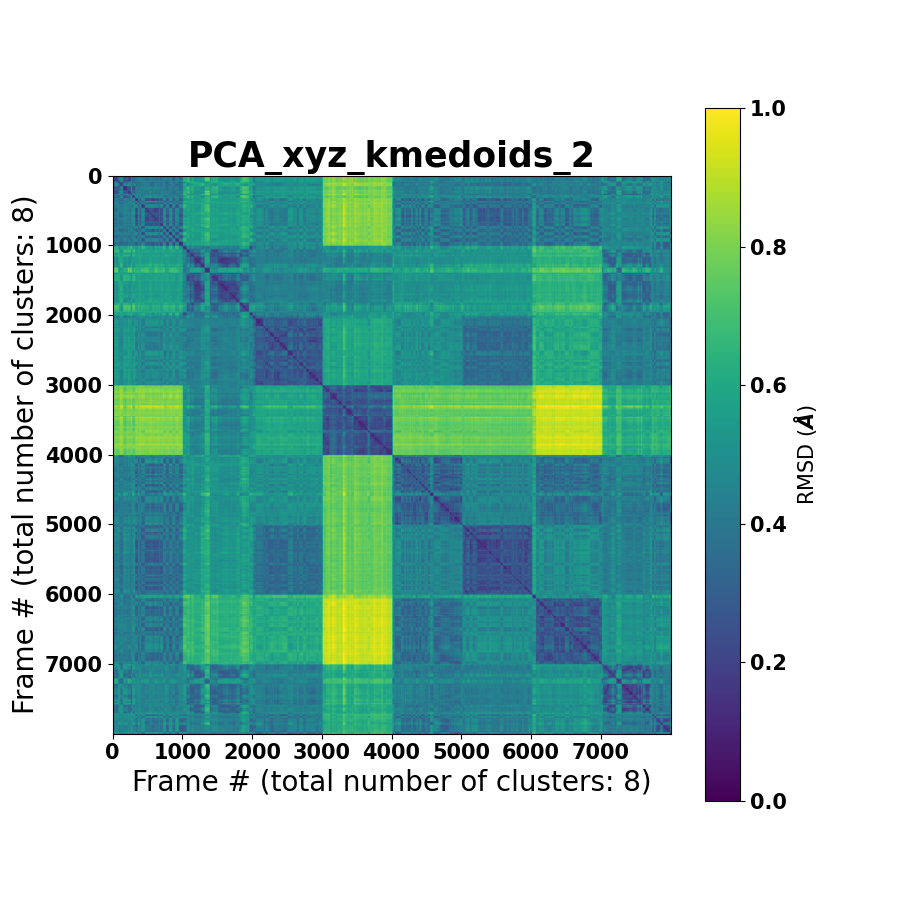 PCA_xyz_kmedoids_2
Frame # (total number of clusters: 8)
0
1000
2000
3000
4000
5000
6000
7000
0 1000 2000 3000 4000 5000 6000 7000
Frame # (total number of clusters: 8)
1.0
0.8
0.6
0.4
0.2
0.0
RMSD (Å)